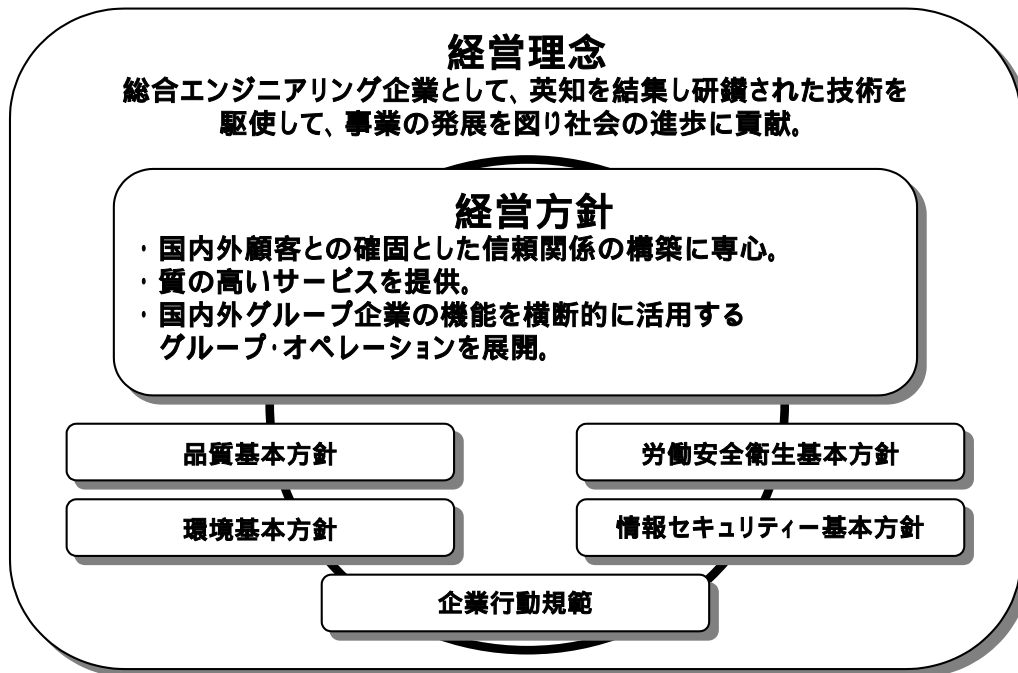 経営理念
総合エンジニアリング企業として、英知を結集し研鑽された技術を
駆使して、事業の発展を図り社会の進歩に貢献。
経営方針
・国内外顧客との確固とした信頼関係の構築に専心。
・質の高いサービスを提供。
・国内外グループ企業の機能を横断的に活用する
グループ・オペレーションを展開。
品質基本方針
労働安全衛生基本方針
環境基本方針
情報セキュリティー基本方針
企業行動規範